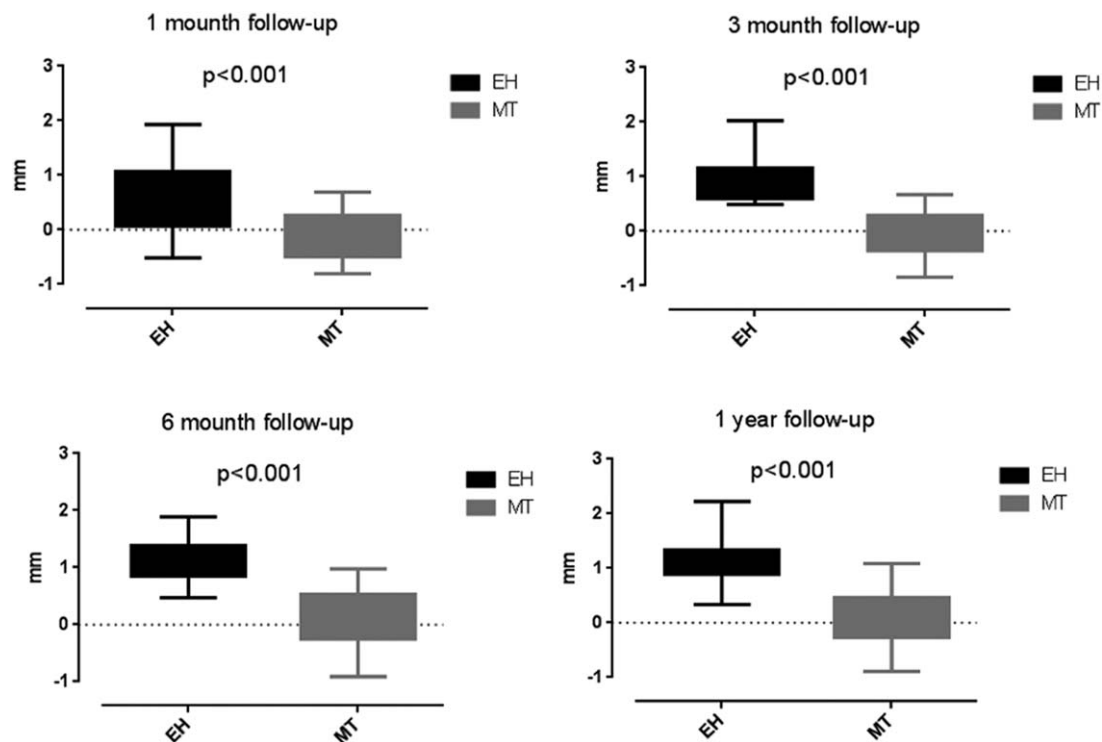 1 mounth follow-up
p<0.001
EH
MT
3
2
1
0
-1
mm
EH
MT
3 mounth follow-up
p<0.001
EH
MT
3
2
1
0
-1
mm
EH
MT
6 mounth follow-up
p<0.001
EH
MT
3
2
1
0
-1
mm
EH
MT
1 year follow-up
p<0.001
EH
MT
3
2
1
0
-1
mm
EH
MT